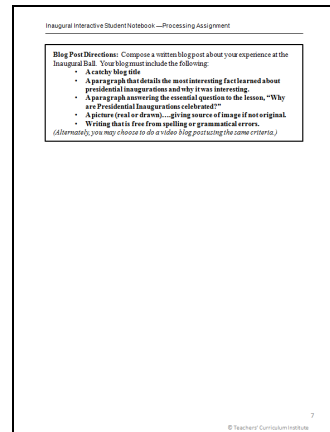 Inaugural Interactive Student Notebook —Processing Assignment
Blog Post Directions: Compose a written blog post about your experience at the
Inaugural Ball. Your blog must include the following:
• A catchy blog title
• A paragraph that details the most interesting fact learned about
presidential inaugurations and why it was interesting.
• A paragraph answering the essential question to the lesson, “Why
are Presidential Inaugurations celebrated?”
• A picture (real or drawn)….giving source of image if not original.
• Writing that is free from spelling or grammatical errors.
(Alternately, you may choose to do a video blog post using the same criteria.)
7
© Teachers' Curriculum Institute